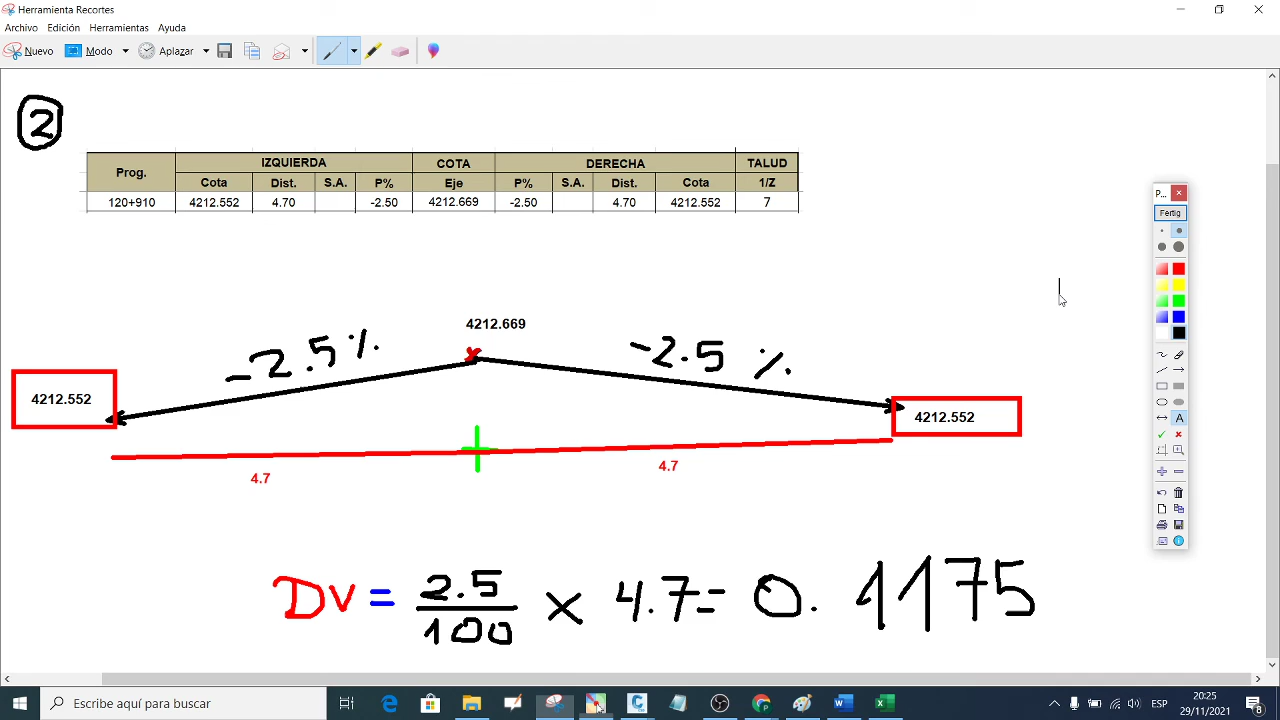 Herramienta Recortes
Archivo Edición Herramientas Ayuda
Nuevo Modo Aplazar
2
Prog. IZQUIERDA COTA DERECHA TALUD
Cota Dist. S.A. P% Eje P% S.A. Dist. Cota 1/Z
120+910 4212.552 4.70 -2.50 4212.669 -2.50 4.70 4212.552 7
P...
Fertig
A
4212.669
-2.5% -2.5 %
4212.552 4212.552
4.7 4.7
DV = 2.5/100 x 4.7= 0. 1175
Escribe aquí para buscar
ESP
20:25
29/11/2021
8